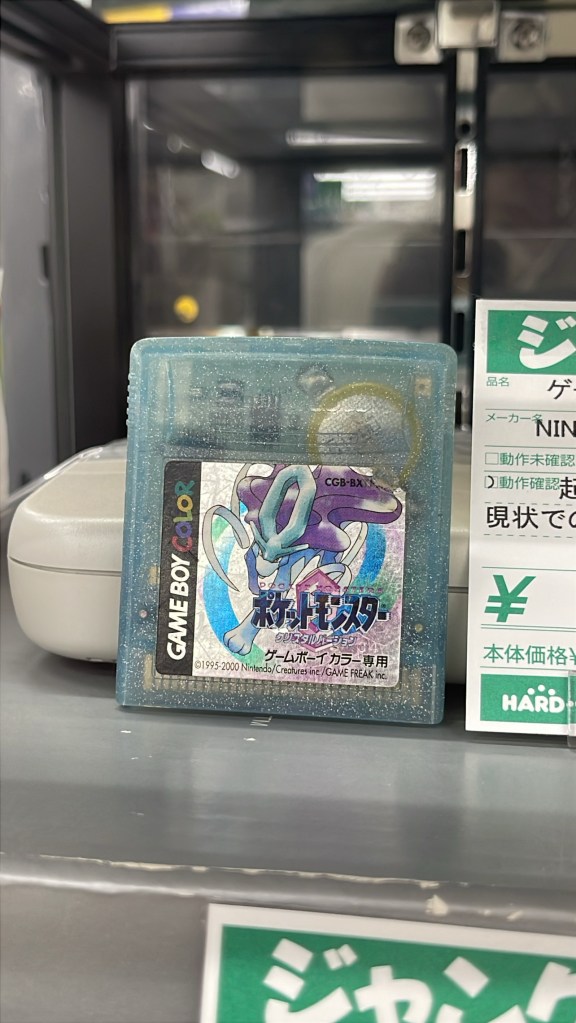 GAME BOY COLOR
CGB-BX
ポケットモンスター
クリスタルバージョン
ゲームボーイカラー専用
©1995-2000 Nintendo/Creatures inc./GAME FREAK inc.
ジ
品名 ゲー
メーカー名 NIN
□動作未確認
動作確認 起
現状での
¥
本体価格¥
HARD
ジャンク